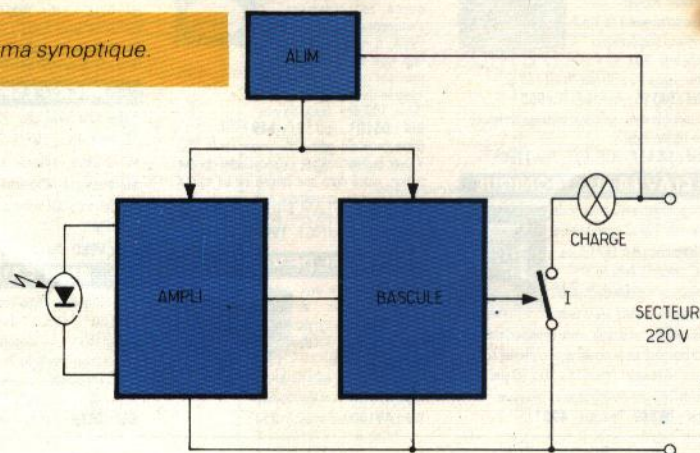 ma synoptique.
ALIM
CHARGE
AMPLI
BASCULE
I
SECTEUR
220 V